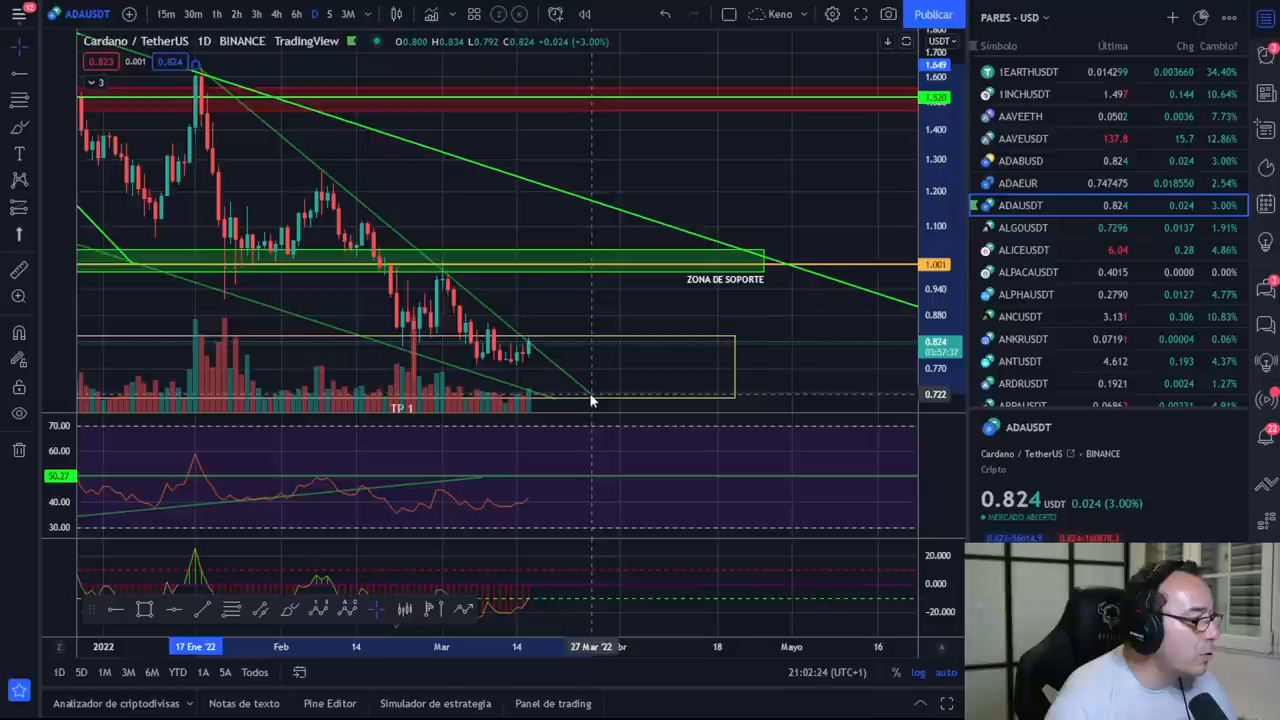 12
ADAUSDT
15m 30m 1h 2h 3h 4h 6h D S 3M
Keno
Publicar
Cardano / TetherUS 1D BINANCE TradingView O0.800 H0.834 L0.792 C0.824 +0.024 (+3.00%)
0.823 0.001 0.824
3
USDT
1.800
1.700
1.649
1.600
1.520
1.400
1.300
1.200
1.100
1.001
0.940
0.880
0.824
03:57:37
0.770
0.722
ZONA DE SOPORTE
TP 1
70.00
60.00
50.27
40.00
30.00
20.000
0.000
-20.000
2022 17 Ene '22 Feb 14 Mar 14 27 Mar '22 br 18 Mayo 16
Z
A
1D 5D 1M 3M 6M YTD 1A 5A Todos
21:02:24 (UTC+1) % log auto
Analizador de criptodivisas Notas de texto Pine Editor Simulador de estrategia Panel de trading
PARES - USD
Símbolo Última Chg Cambio?
1EARTHUSDT 0.014299 0.003660 34.40%
1INCHUSDT 1.497 0.144 10.64%
AAVEETH 0.0502 0.0036 7.73%
AAVEUSDT 137.8 15.7 12.86%
ADABUSD 0.824 0.024 3.00%
ADAEUR 0.747475 0.018550 2.54%
ADAUSDT 0.824 0.024 3.00%
ALGOUSDT 0.7296 0.0137 1.91%
ALICEUSDT 6.04 0.28 4.86%
ALPACAUSDT 0.4015 0.0000 0.00%
ALPHAUSDT 0.2790 0.0127 4.77%
ANCUSDT 3.131 0.306 10.83%
ANKRUSDT 0.07191 0.00004 0.06%
ANTUSDT 4.612 0.193 4.37%
ARDRUSDT 0.1921 0.0024 1.27%
ADAUSDT
Cardano / TetherUS • BINANCE
Cripto
0.824 USDT 0.024 (3.00%)
MERCADO ABIERTO
3
3
22